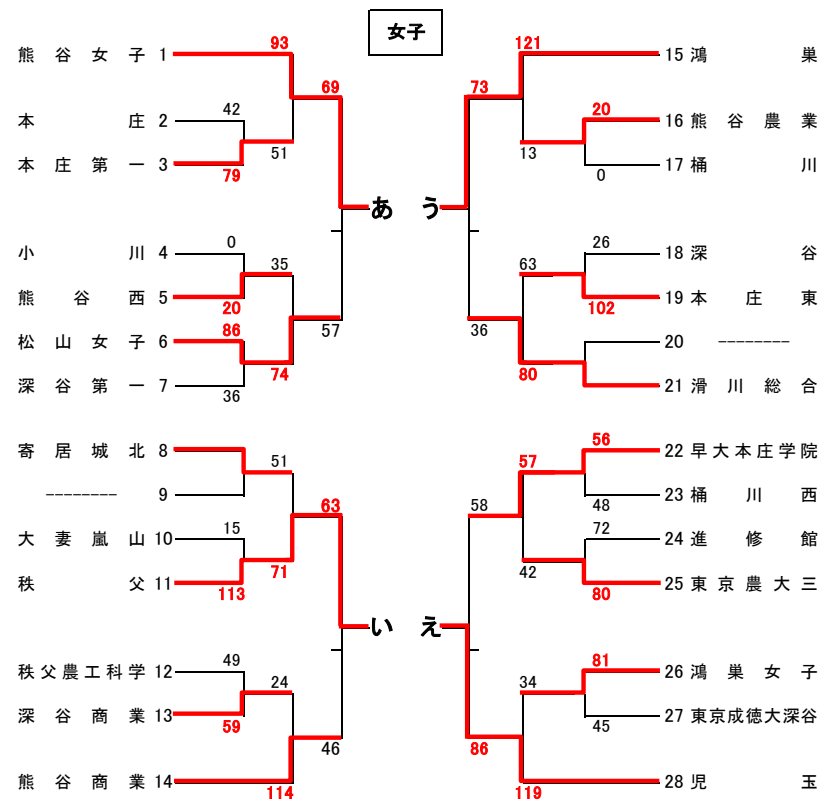 女子
93
121
熊谷女子 1
69
73
15 鴻巣
42
20
本庄 2
16 熊谷農業
51
13
本庄第一 3
17 桶川
79
0
あ
う
0
26
小川 4
18 深谷
35
63
熊谷西 5
19 本庄東
20
102
86
松山女子 6
57
36
20 --------
74
80
深谷第一 7
21 滑川総合
36
寄居城北 8
56
22 早大本庄学院
51
57
-------- 9
23 桶川西
63
58
48
15
72
大妻嵐山 10
24 進修館
71
42
秩父 11
25 東京農大三
113
80
い
え
49
81
秩父農工科学 12
26 鴻巣女子
24
34
深谷商業 13
27 東京成徳大深谷
59
45
46
86
熊谷商業 14
28 児玉
114
119